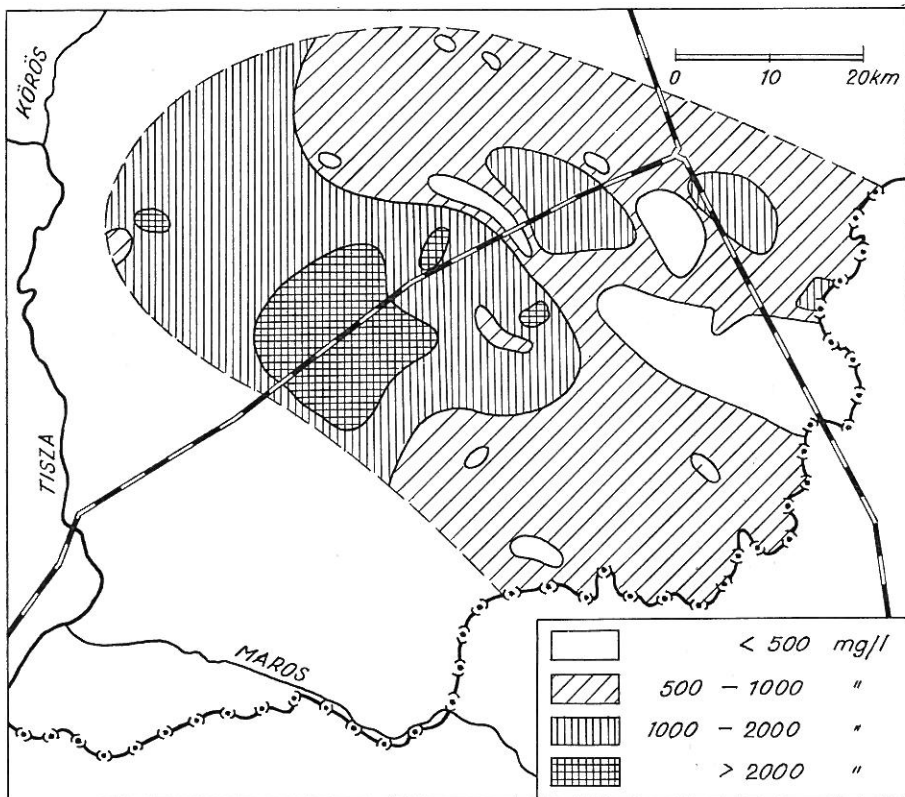 KÖRÖS
0 10 20km
TISZA
MAROS
< 500 mg/l
500 – 1000 "
1000 – 2000 "
> 2000 "